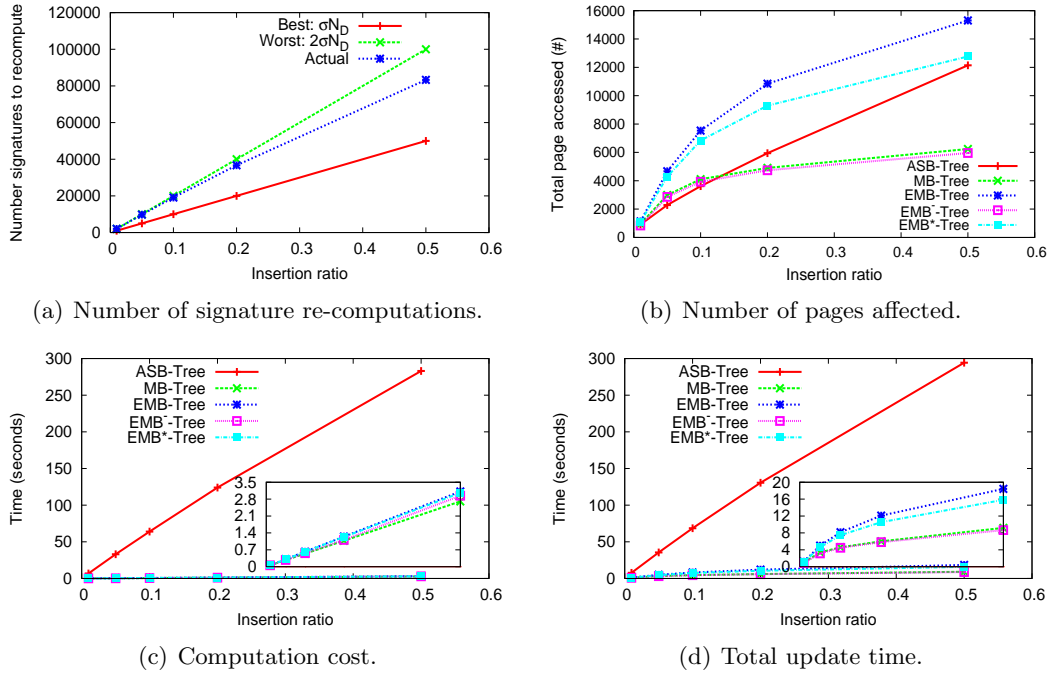 Number signatures to recompute
100000
80000
60000
40000
20000
0
Best: σN_D
Worst: 2σN_D
Actual
0 0.1 0.2 0.3 0.4 0.5 0.6
Insertion ratio
(a) Number of signature re-computations.
Total page accessed (#)
16000
14000
12000
10000
8000
6000
4000
2000
0
ASB-Tree
MB-Tree
EMB-Tree
EMB⁻-Tree
EMB*-Tree
0 0.1 0.2 0.3 0.4 0.5 0.6
Insertion ratio
(b) Number of pages affected.
Time (seconds)
300
250
200
150
100
50
0
ASB-Tree
MB-Tree
EMB-Tree
EMB⁻-Tree
EMB*-Tree
3.5
2.8
2.1
1.4
0.7
0
0 0.1 0.2 0.3 0.4 0.5 0.6
Insertion ratio
(c) Computation cost.
Time (seconds)
300
250
200
150
100
50
0
ASB-Tree
MB-Tree
EMB-Tree
EMB⁻-Tree
EMB*-Tree
20
16
12
8
4
0
0 0.1 0.2 0.3 0.4 0.5 0.6
Insertion ratio
(d) Total update time.